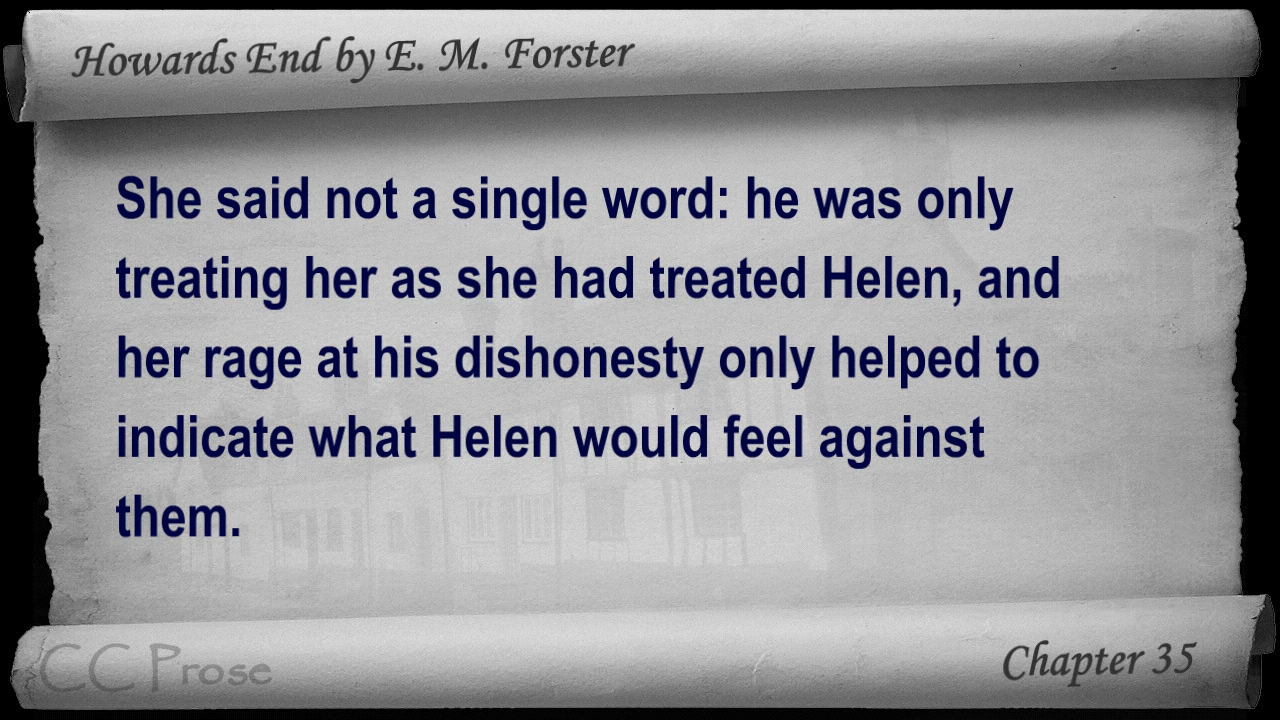 Howards End by E. M. Forster
She said not a single word: he was only
treating her as she had treated Helen, and
her rage at his dishonesty only helped to
indicate what Helen would feel against
them.
CC Prose
Chapter 35